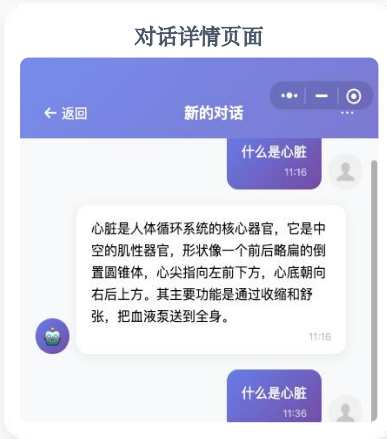 对话详情页面
← 返回
新的对话
什么是心脏
11:16
心脏是人体循环系统的核心器官，它是中
空的肌性器官，形状像一个前后略扁的倒
置圆锥体，心尖指向左前下方，心底朝向
右后上方。其主要功能是通过收缩和舒
张，把血液泵送到全身。
11:16
什么是心脏
11:36